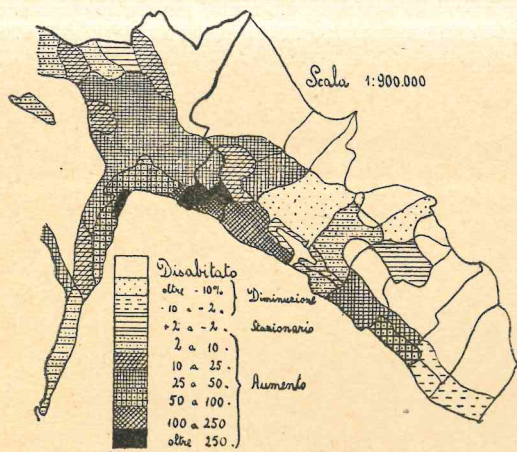 Scala 1:900.000
Disabitato
oltre - 10%
- 10 a - 2. Diminuzione
+2 a - 2. Stazionario
2 a 10.
10 a 25.
25 a 50. Aumento
50 a 100.
100 a 250
oltre 250.